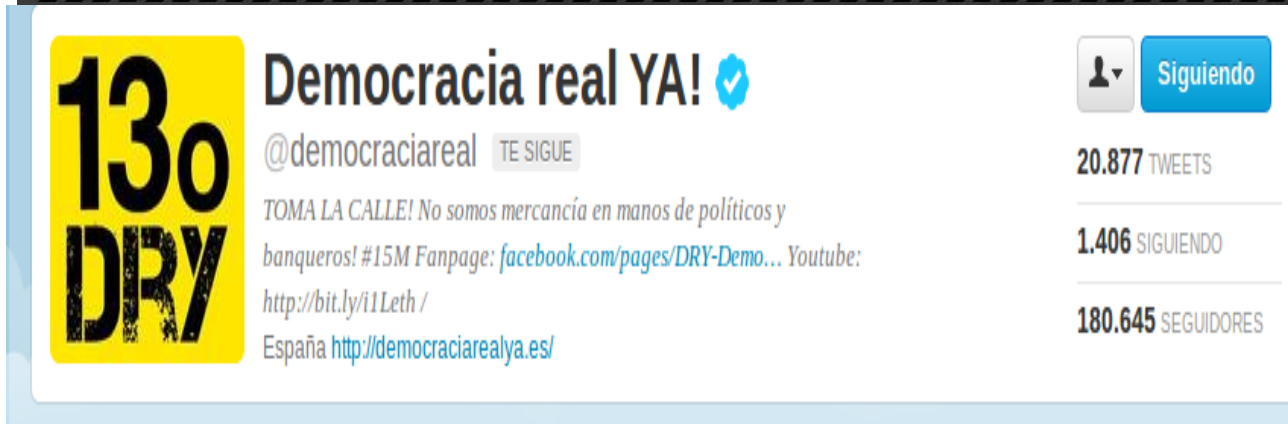 13o
DRY
Democracia real YA!
@democraciareal TE SIGUE
TOMA LA CALLE! No somos mercancía en manos de políticos y
banqueros! #15M Fanpage: facebook.com/pages/DRY-Demo… Youtube:
http://bit.ly/i1Leth /
España http://democraciarealya.es/
Siguiendo
20.877 TWEETS
1.406 SIGUIENDO
180.645 SEGUIDORES